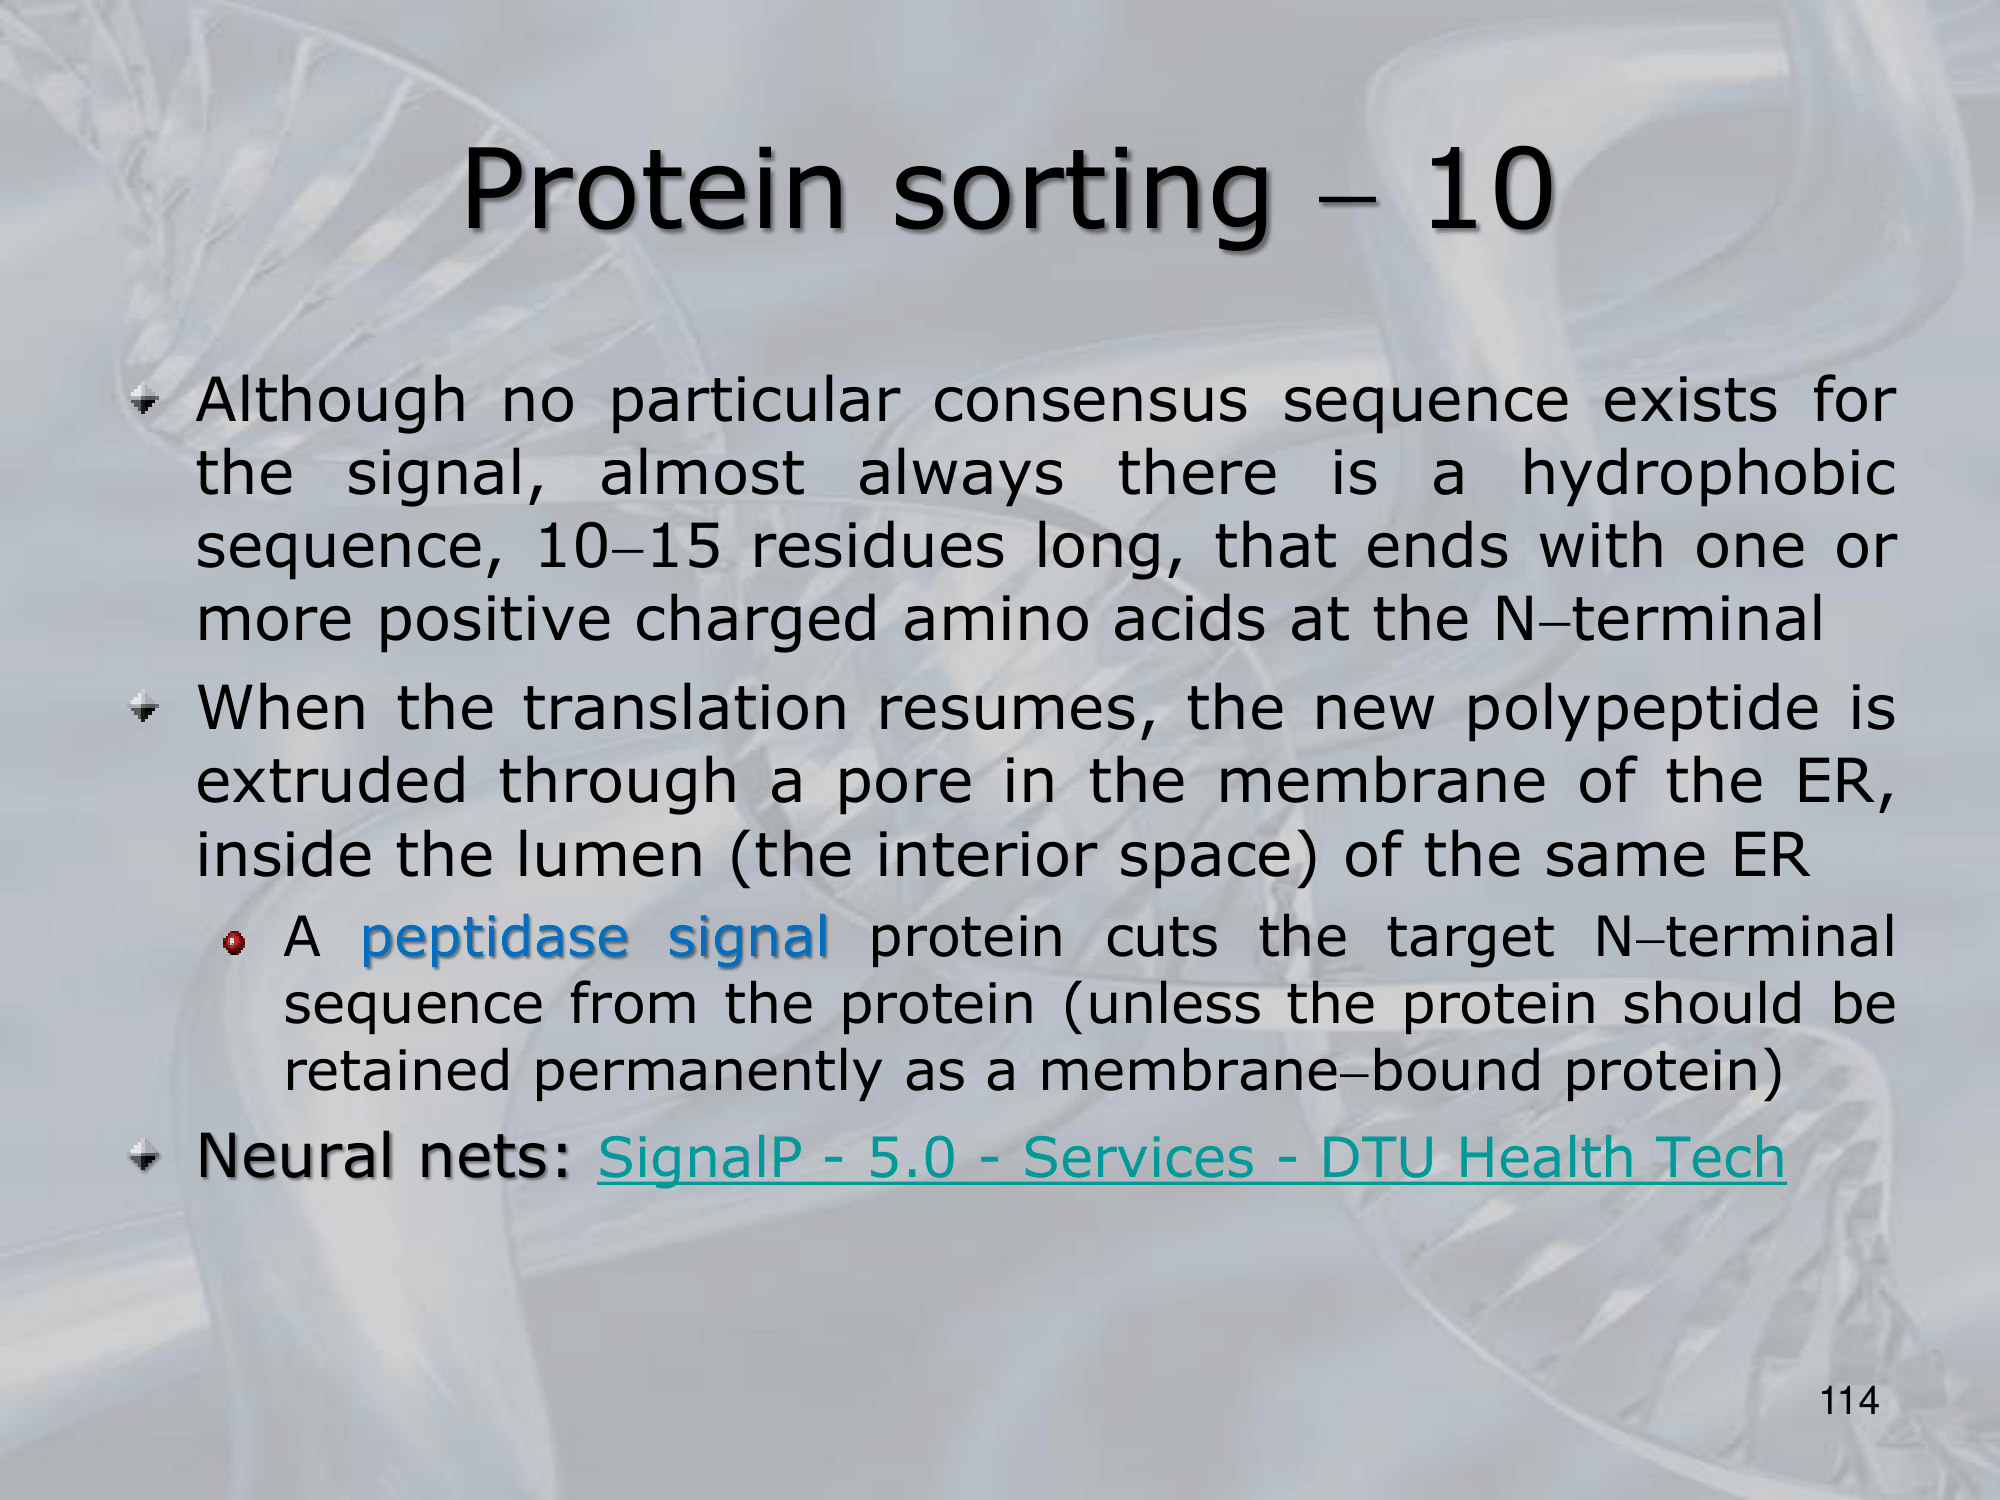 Protein sorting – 10
Although no particular consensus sequence exists for
the signal, almost always there is a hydrophobic
sequence, 10–15 residues long, that ends with one or
more positive charged amino acids at the N–terminal
When the translation resumes, the new polypeptide is
extruded through a pore in the membrane of the ER,
inside the lumen (the interior space) of the same ER
A peptidase signal protein cuts the target N–terminal
sequence from the protein (unless the protein should be
retained permanently as a membrane–bound protein)
Neural nets: SignalP - 5.0 - Services - DTU Health Tech
114